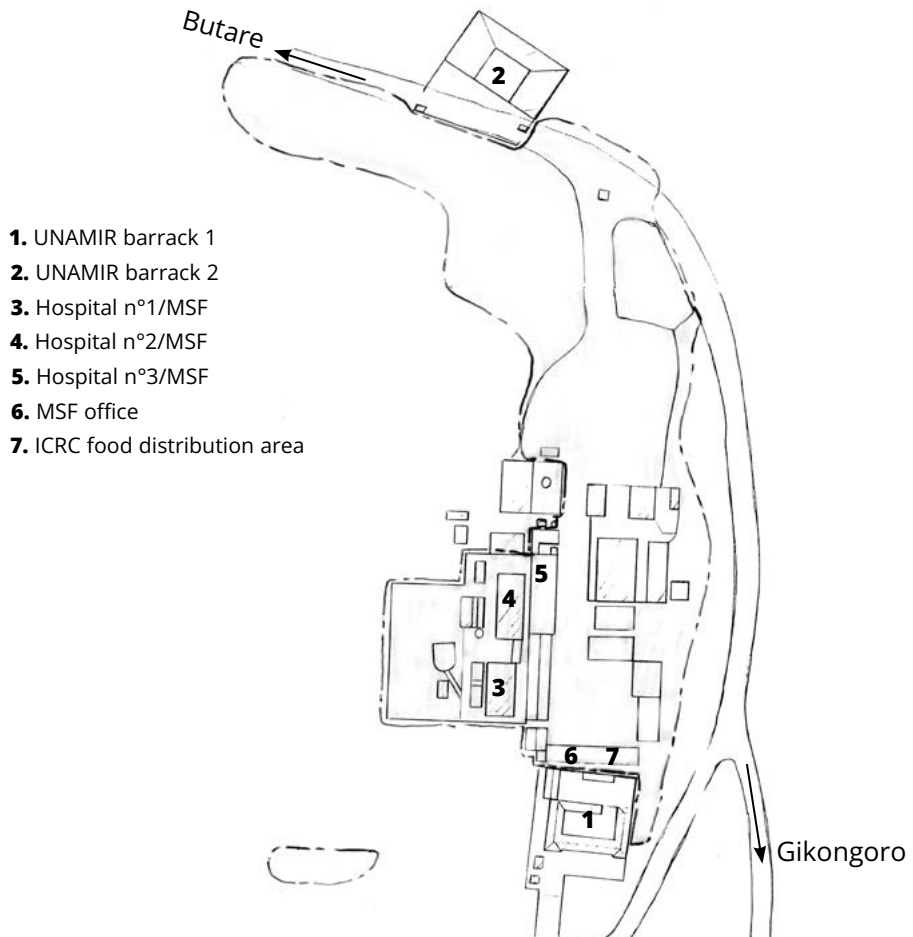 Butare
2
1. UNAMIR barrack 1
2. UNAMIR barrack 2
3. Hospital n°1/MSF
4. Hospital n°2/MSF
5. Hospital n°3/MSF
6. MSF office
7. ICRC food distribution area
5
4
3
6 7
1
Gikongoro